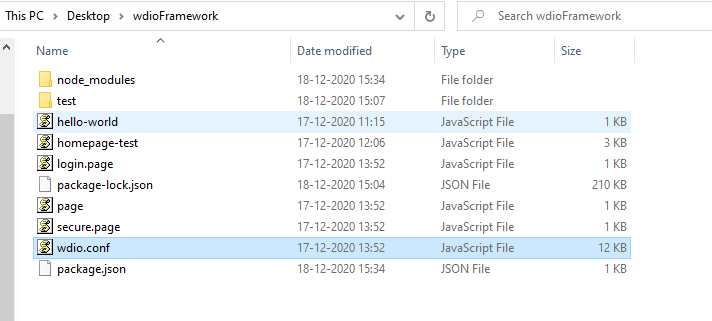 This PC > Desktop > wdioFramework
Search wdioFramework
Name Date modified Type Size
node_modules 18-12-2020 15:34 File folder
test 18-12-2020 15:07 File folder
hello-world 17-12-2020 11:15 JavaScript File 1 KB
homepage-test 17-12-2020 12:06 JavaScript File 3 KB
login.page 17-12-2020 13:52 JavaScript File 1 KB
package-lock.json 18-12-2020 15:04 JSON File 210 KB
page 17-12-2020 13:52 JavaScript File 1 KB
secure.page 17-12-2020 13:52 JavaScript File 1 KB
wdio.conf 17-12-2020 13:52 JavaScript File 12 KB
package.json 18-12-2020 15:34 JSON File 1 KB